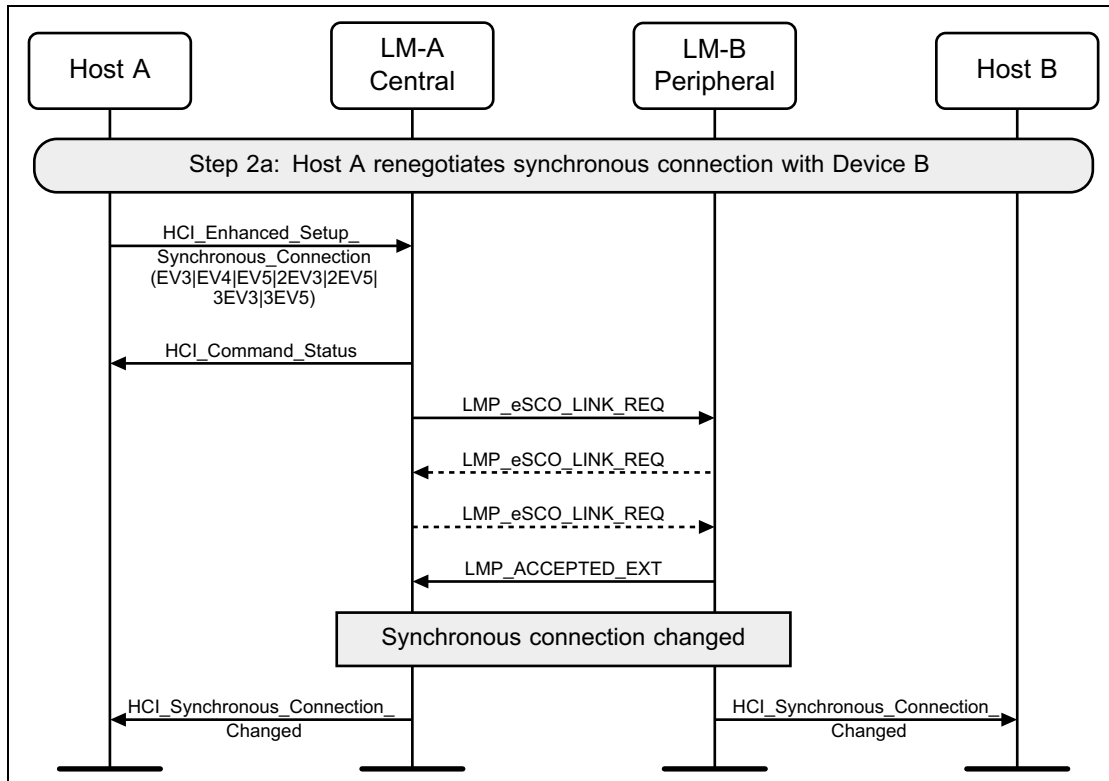 Host A
LM-A
Central
LM-B
Peripheral
Host B
Step 2a: Host A renegotiates synchronous connection with Device B
HCI_Enhanced_Setup_
Synchronous_Connection
(EV3|EV4|EV5|2EV3|2EV5|
3EV3|3EV5)
HCI_Command_Status
LMP_eSCO_LINK_REQ
LMP_eSCO_LINK_REQ
LMP_eSCO_LINK_REQ
LMP_ACCEPTED_EXT
Synchronous connection changed
HCI_Synchronous_Connection_
Changed
HCI_Synchronous_Connection_
Changed